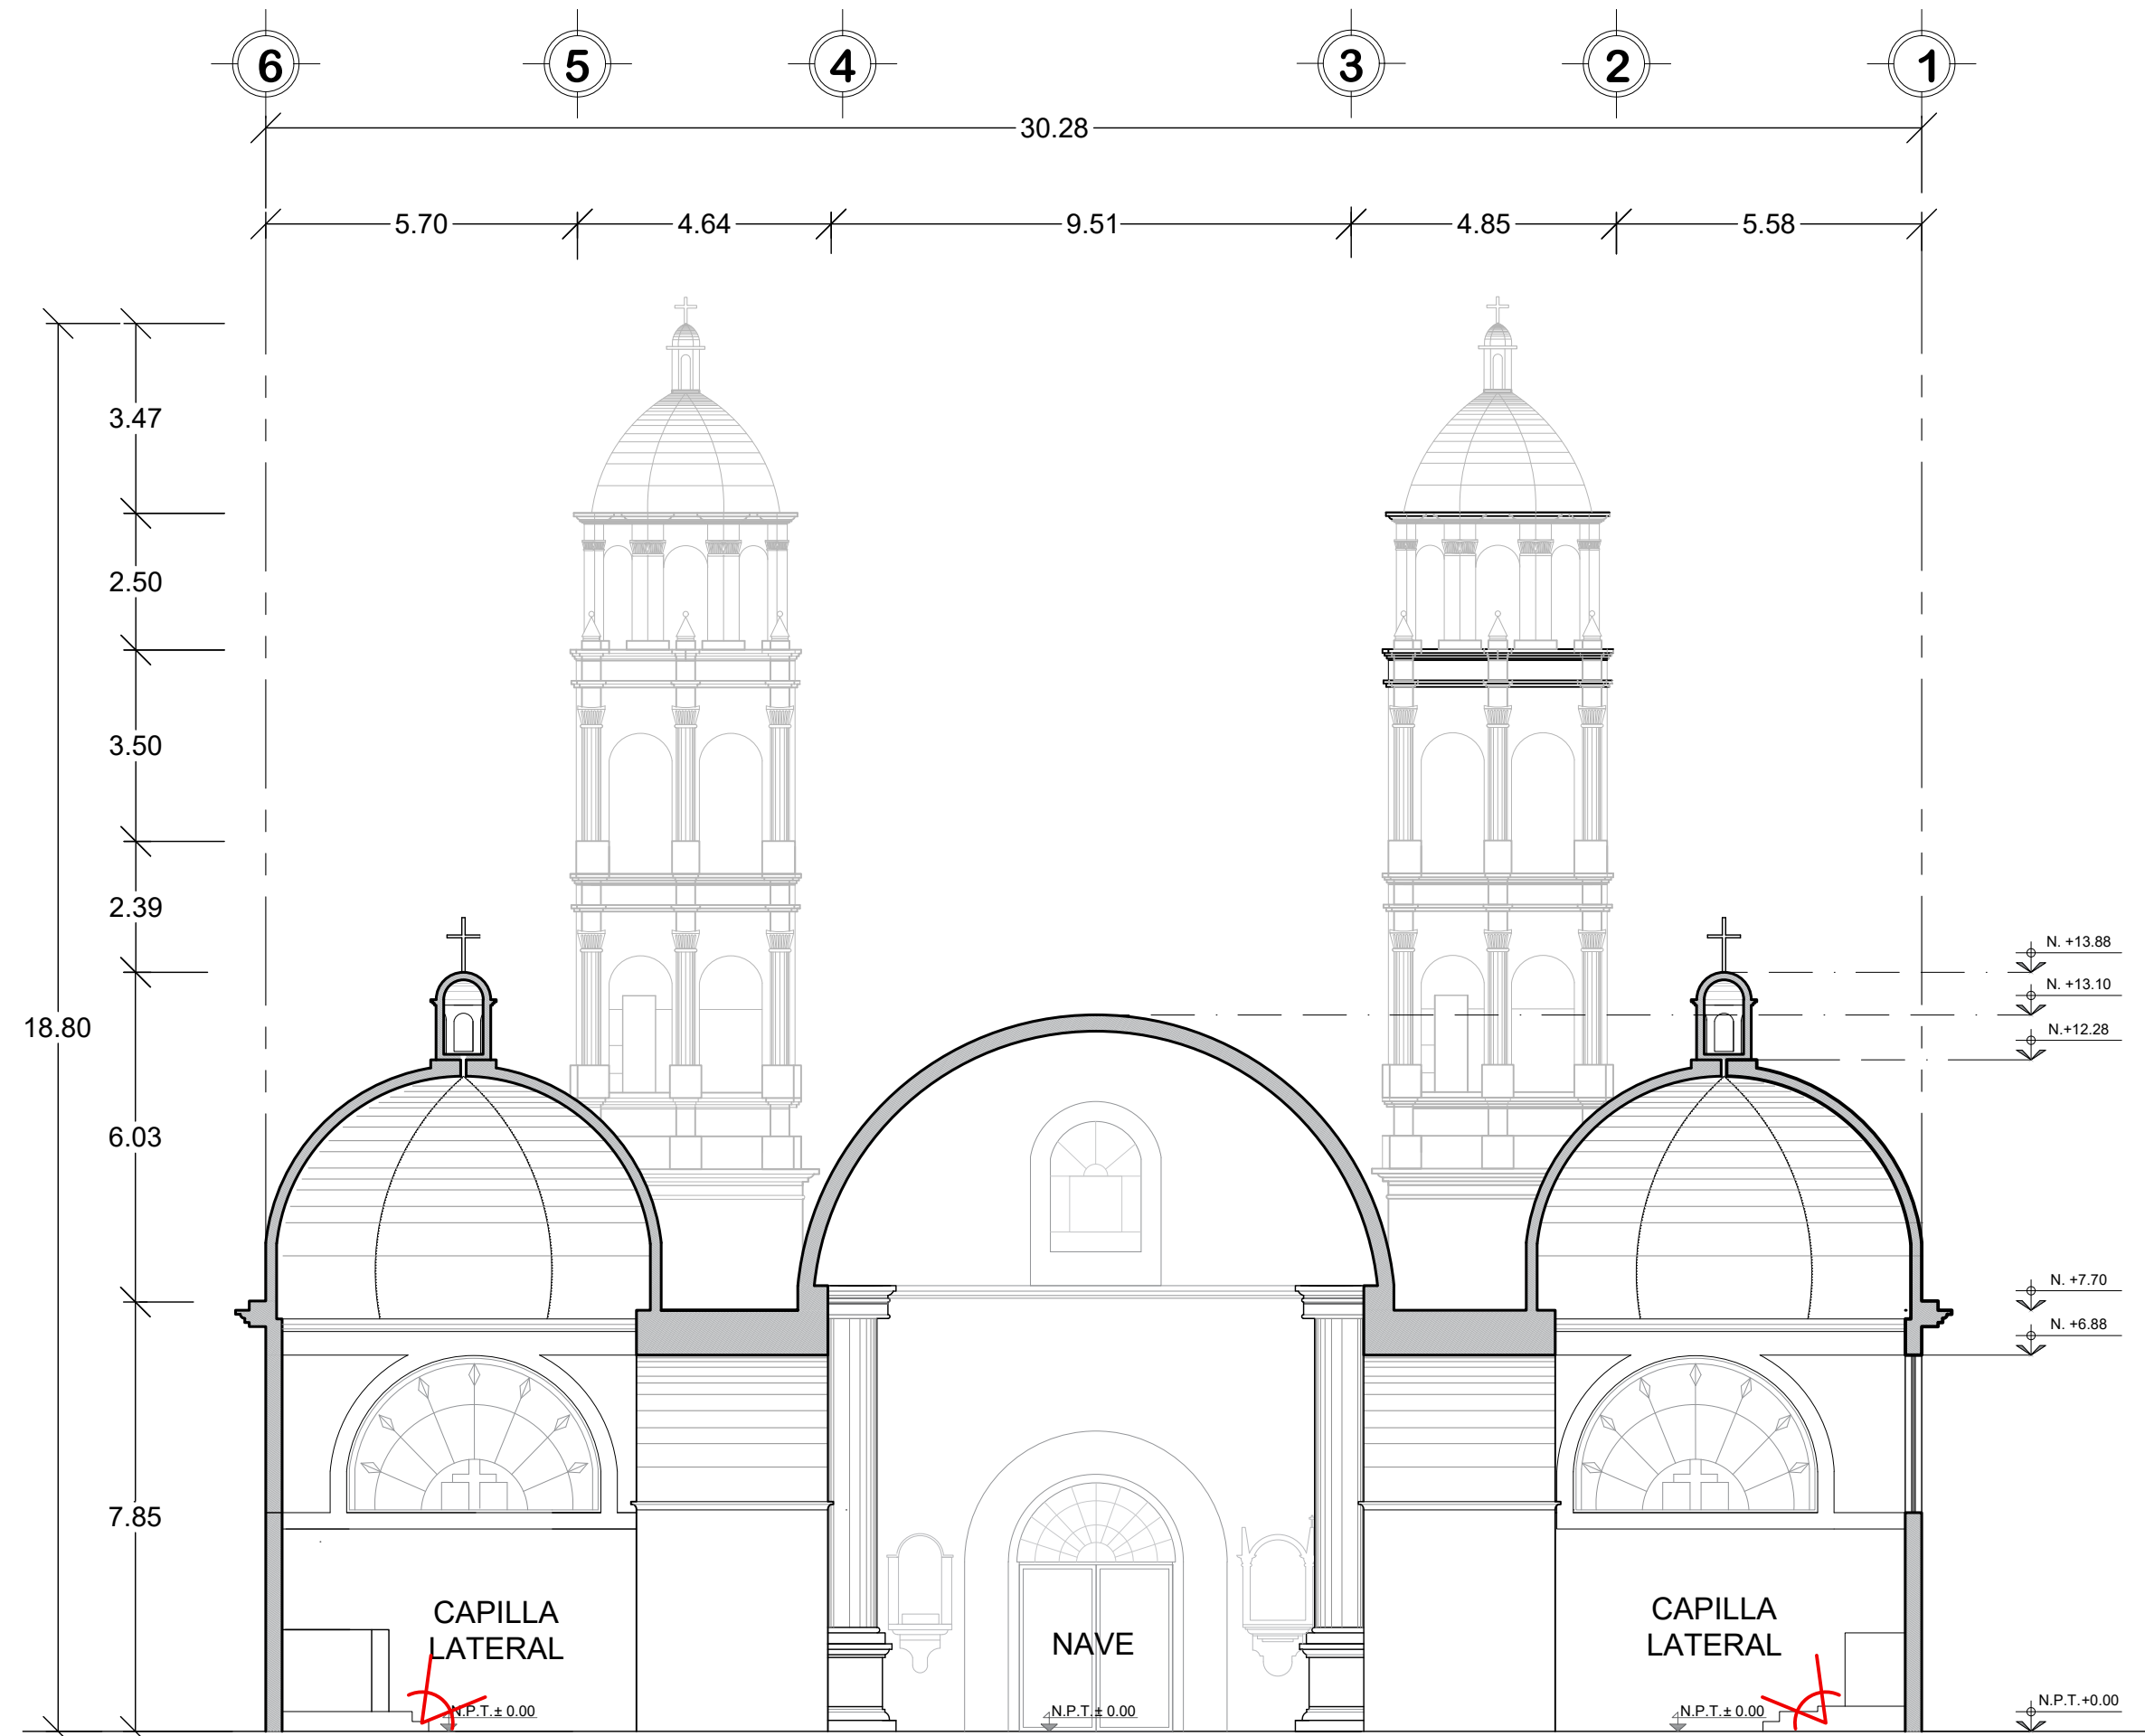 6 5 4 3 2 1
30.28
5.70 4.64 9.51 4.85 5.58
3.47
2.50
3.50
2.39
N. +13.88
N. +13.10
N.+12.28
18.80
6.03
N. +7.70
N. +6.88
7.85
CAPILLA
LATERAL
NAVE
CAPILLA
LATERAL
N.P.T.± 0.00
N.P.T.± 0.00
N.P.T.± 0.00
N.P.T.+0.00